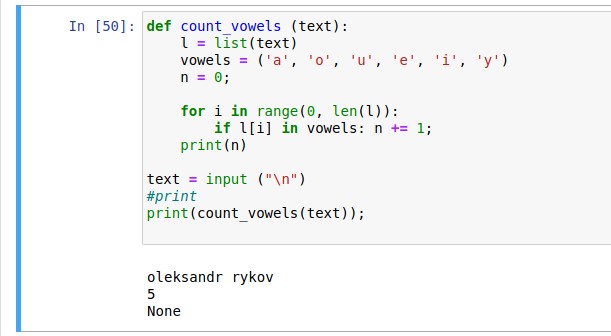 In [50]: def count_vowels (text):
l = list(text)
vowels = ('a', 'o', 'u', 'e', 'i', 'y')
n = 0;
for i in range(0, len(l)):
if l[i] in vowels: n += 1;
print(n)
text = input ("\n")
#print
print(count_vowels(text));
oleksandr rykov
5
None